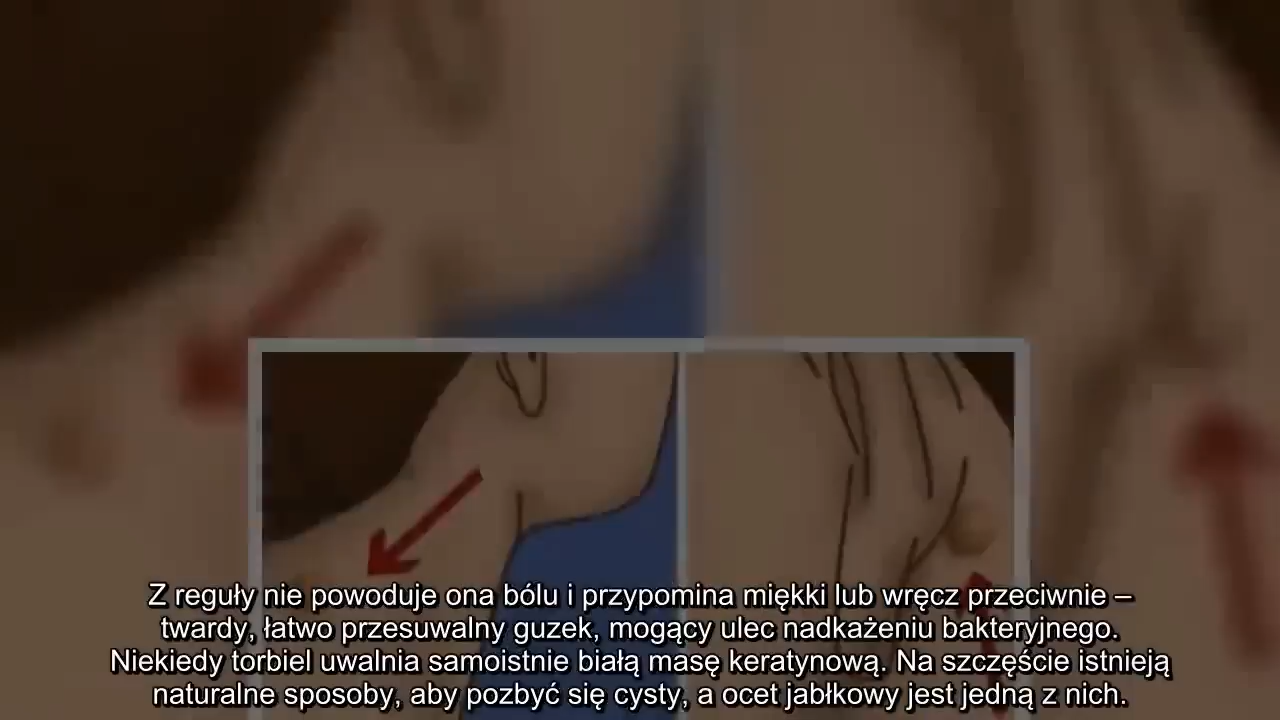 Z reguły nie powoduje ona bólu i przypomina miękki lub wręcz przeciwnie –
twardy, łatwo przesuwalny guzek, mogący ulec nadkażeniu bakteryjnego.
Niekiedy torbiel uwalnia samoistnie białą masę keratynową. Na szczęście istnieją
naturalne sposoby, aby pozbyć się cysty, a ocet jabłkowy jest jedną z nich.